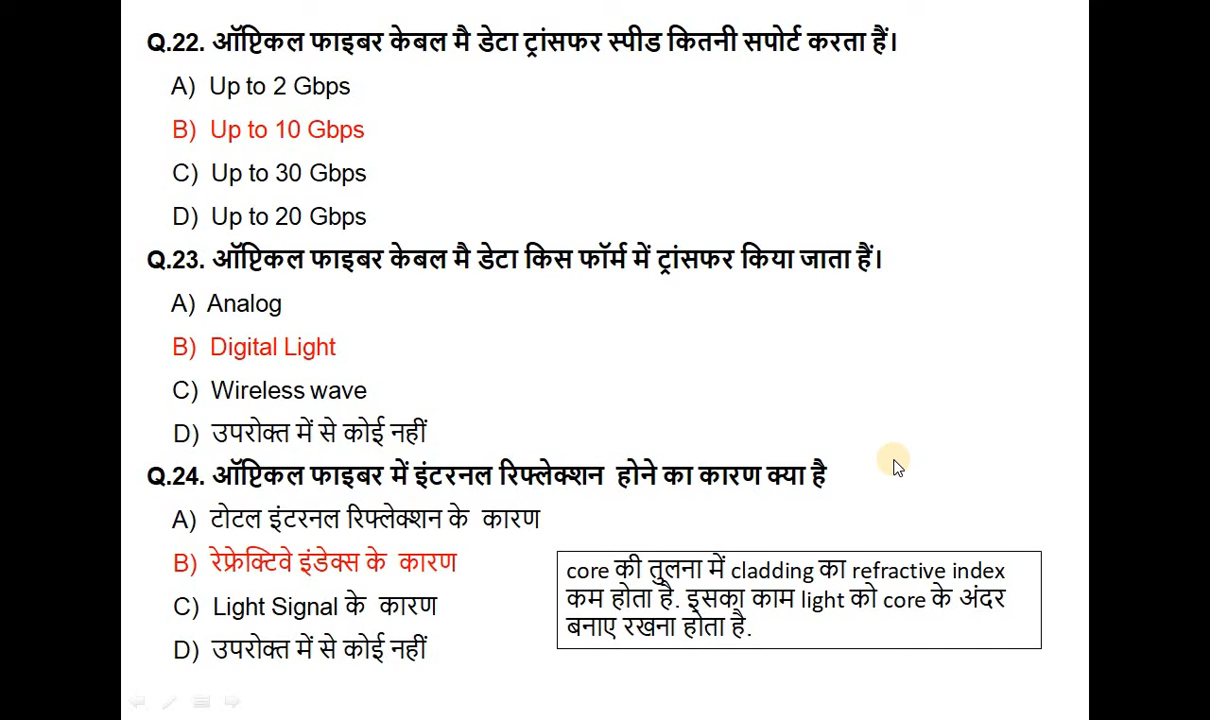 Q.22. ऑप्टिकल फाइबर केबल मै डेटा ट्रांसफर स्पीड कितनी सपोर्ट करता हैं।
A) Up to 2 Gbps
B) Up to 10 Gbps
C) Up to 30 Gbps
D) Up to 20 Gbps
Q.23. ऑप्टिकल फाइबर केबल मै डेटा किस फॉर्म में ट्रांसफर किया जाता हैं।
A) Analog
B) Digital Light
C) Wireless wave
D) उपरोक्त में से कोई नहीं
Q.24. ऑप्टिकल फाइबर में इंटरनल रिफ्लेक्शन होने का कारण क्या है
A) टोटल इंटरनल रिफ्लेक्शन के कारण
B) रेफ्रेक्टिवे इंडेक्स के कारण
C) Light Signal के कारण
D) उपरोक्त में से कोई नहीं
core की तुलना में cladding का refractive index
कम होता है. इसका काम light को core के अंदर
बनाए रखना होता है.